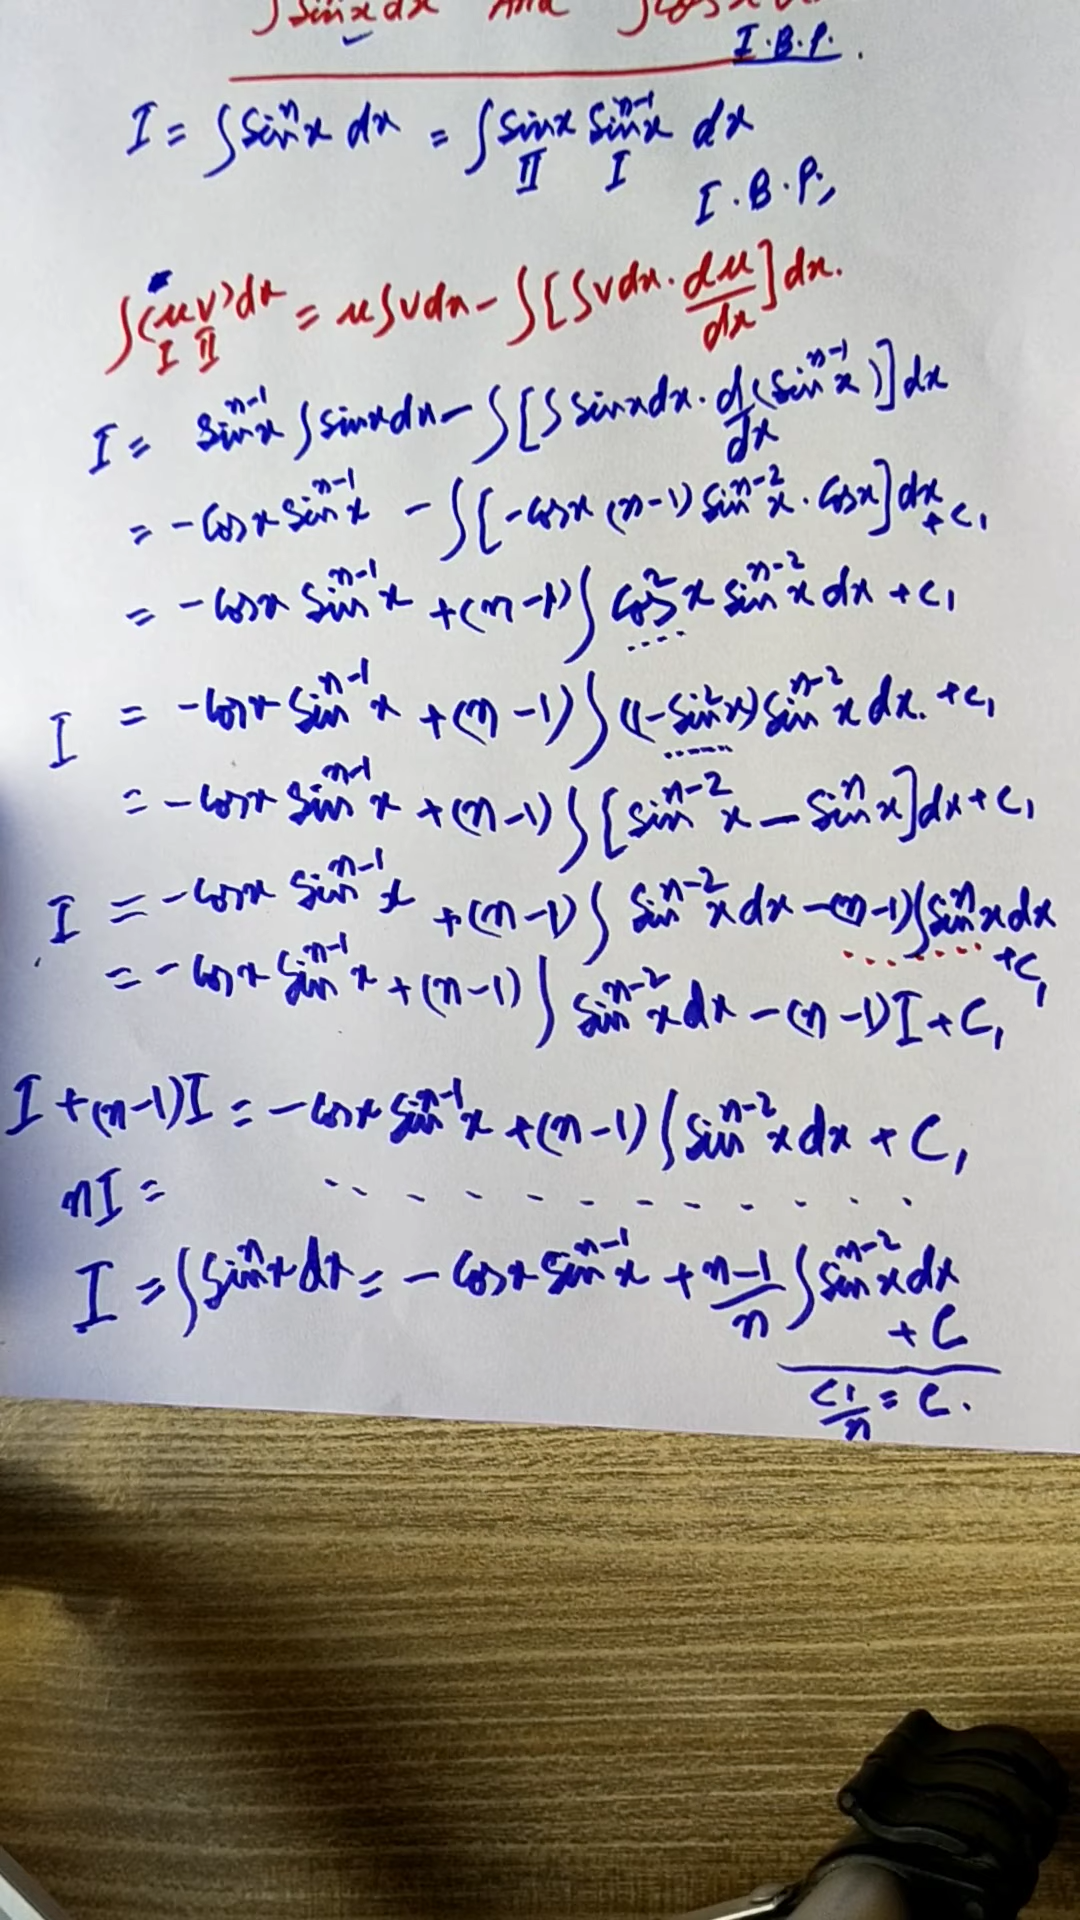 ∫sinⁿx dx And ∫cosⁿx
I.B.P.
I = ∫sinⁿx dx = ∫sinx sinⁿ⁻¹x dx
II I
I.B.P,
∫(uv)dx = u∫vdx - ∫[∫vdx. du/dx]dx.
I II
I = sinⁿ⁻¹x ∫sinxdx - ∫[∫sinxdx. d/dx(sinⁿ⁻¹x)]dx
= -cosx sinⁿ⁻¹x - ∫[-cosx (n-1) sinⁿ⁻²x. cosx]dx + c₁
= -cosx sinⁿ⁻¹x + (n-1)∫cos²x sinⁿ⁻²x dx + c₁
I = -cosx sinⁿ⁻¹x + (n-1)∫(1-sin²x) sinⁿ⁻²x dx. + c₁
= -cosx sinⁿ⁻¹x + (n-1)∫[sinⁿ⁻²x - sinⁿx]dx + c₁
I = -cosx sinⁿ⁻¹x + (n-1)∫sinⁿ⁻²x dx - (n-1)∫sinⁿx dx + c₁
= -cosx sinⁿ⁻¹x + (n-1)∫sinⁿ⁻²x dx - (n-1)I + C₁
I + (n-1)I = -cosx sinⁿ⁻¹x + (n-1)∫sinⁿ⁻²x dx + C₁
nI = - - - - - - - - - - - -
I = ∫sinⁿx dx = -cosx sinⁿ⁻¹x + n-1/n ∫sinⁿ⁻²x dx + C
c₁/n = C.